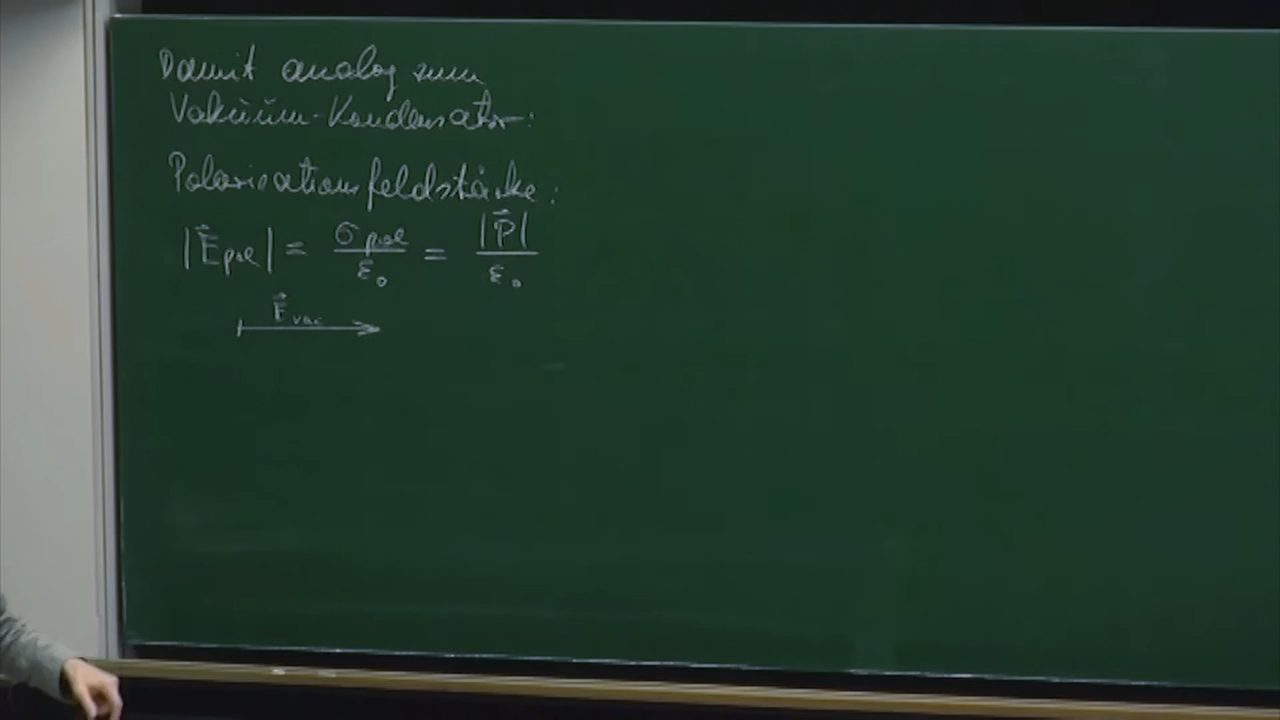 Damit analog zum
Vakuum-Kondensator:
Polarisationsfeldstärke:
|E⃗pol| = σpol/ε₀ = |P⃗|/ε₀
E⃗vac